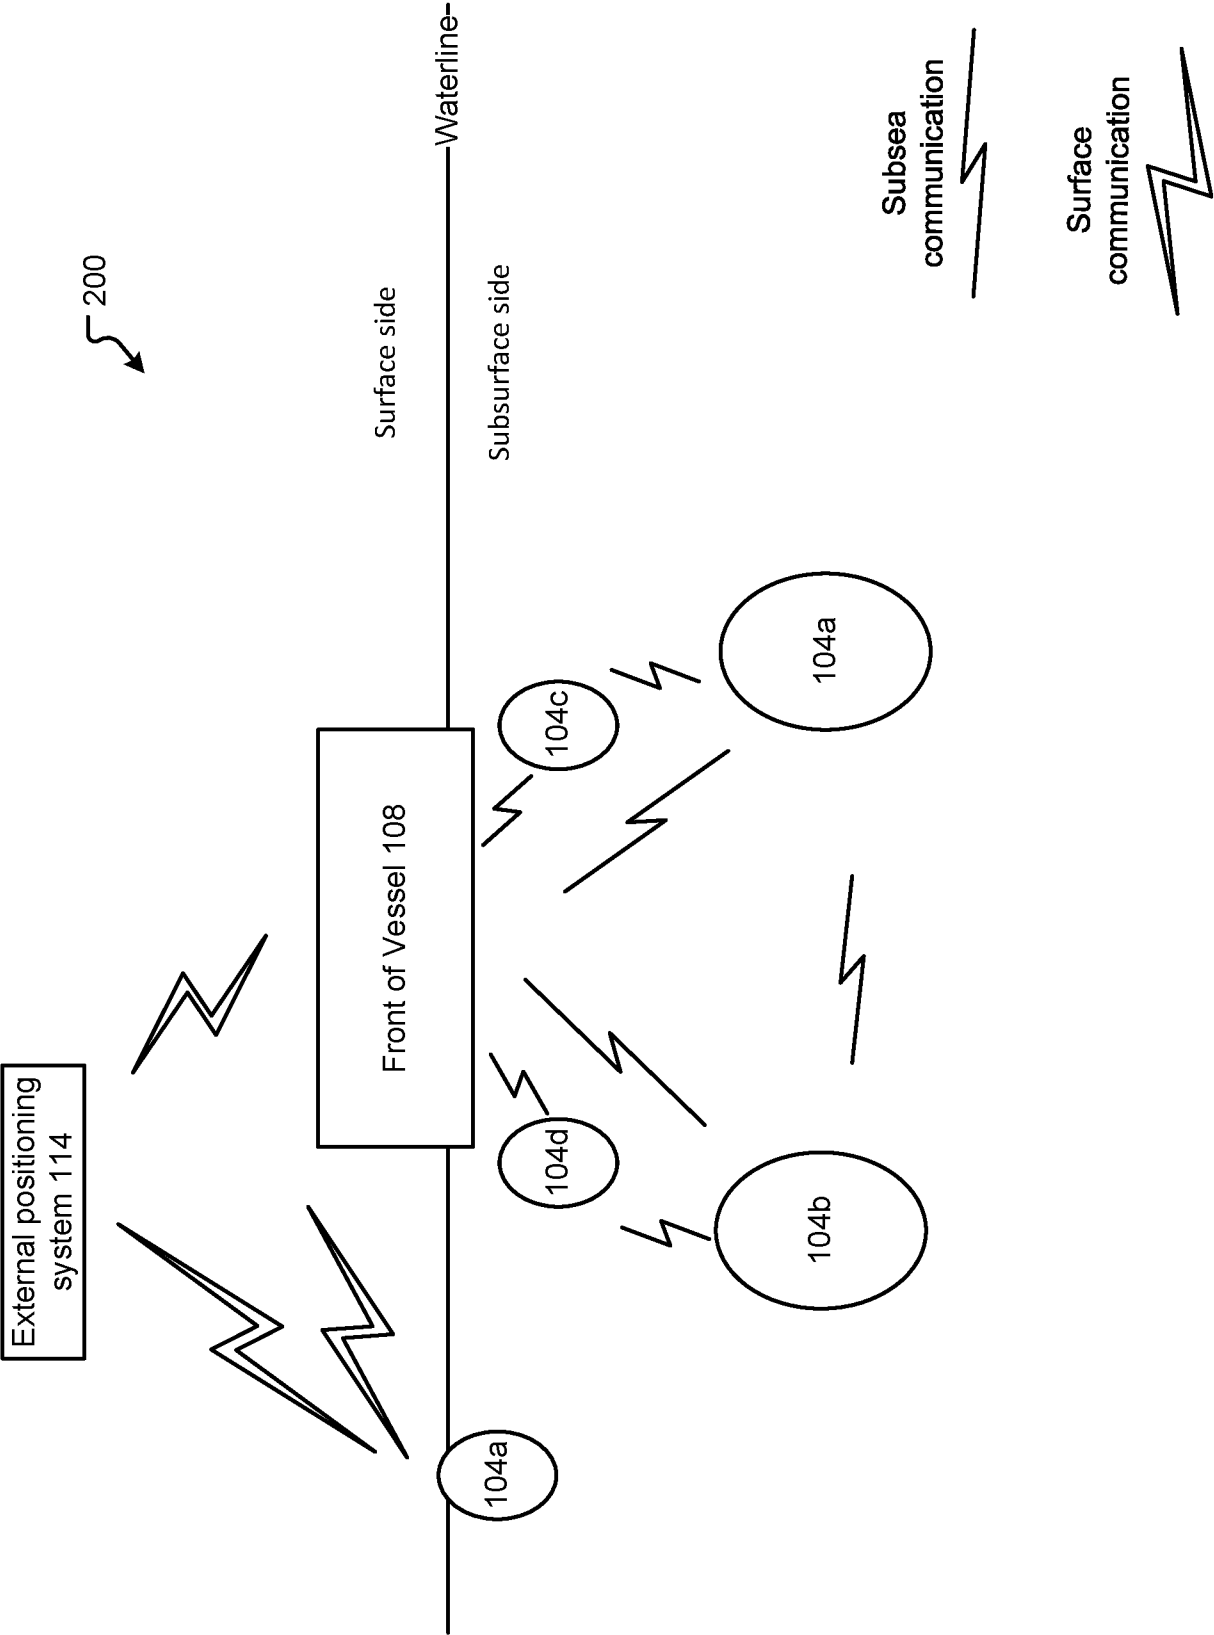 200
External positioning
system 114
Surface side
Waterline
Front of Vessel 108
Subsurface side
104a
104d
104c
104b
104a
Subsea
communication
Surface
communication